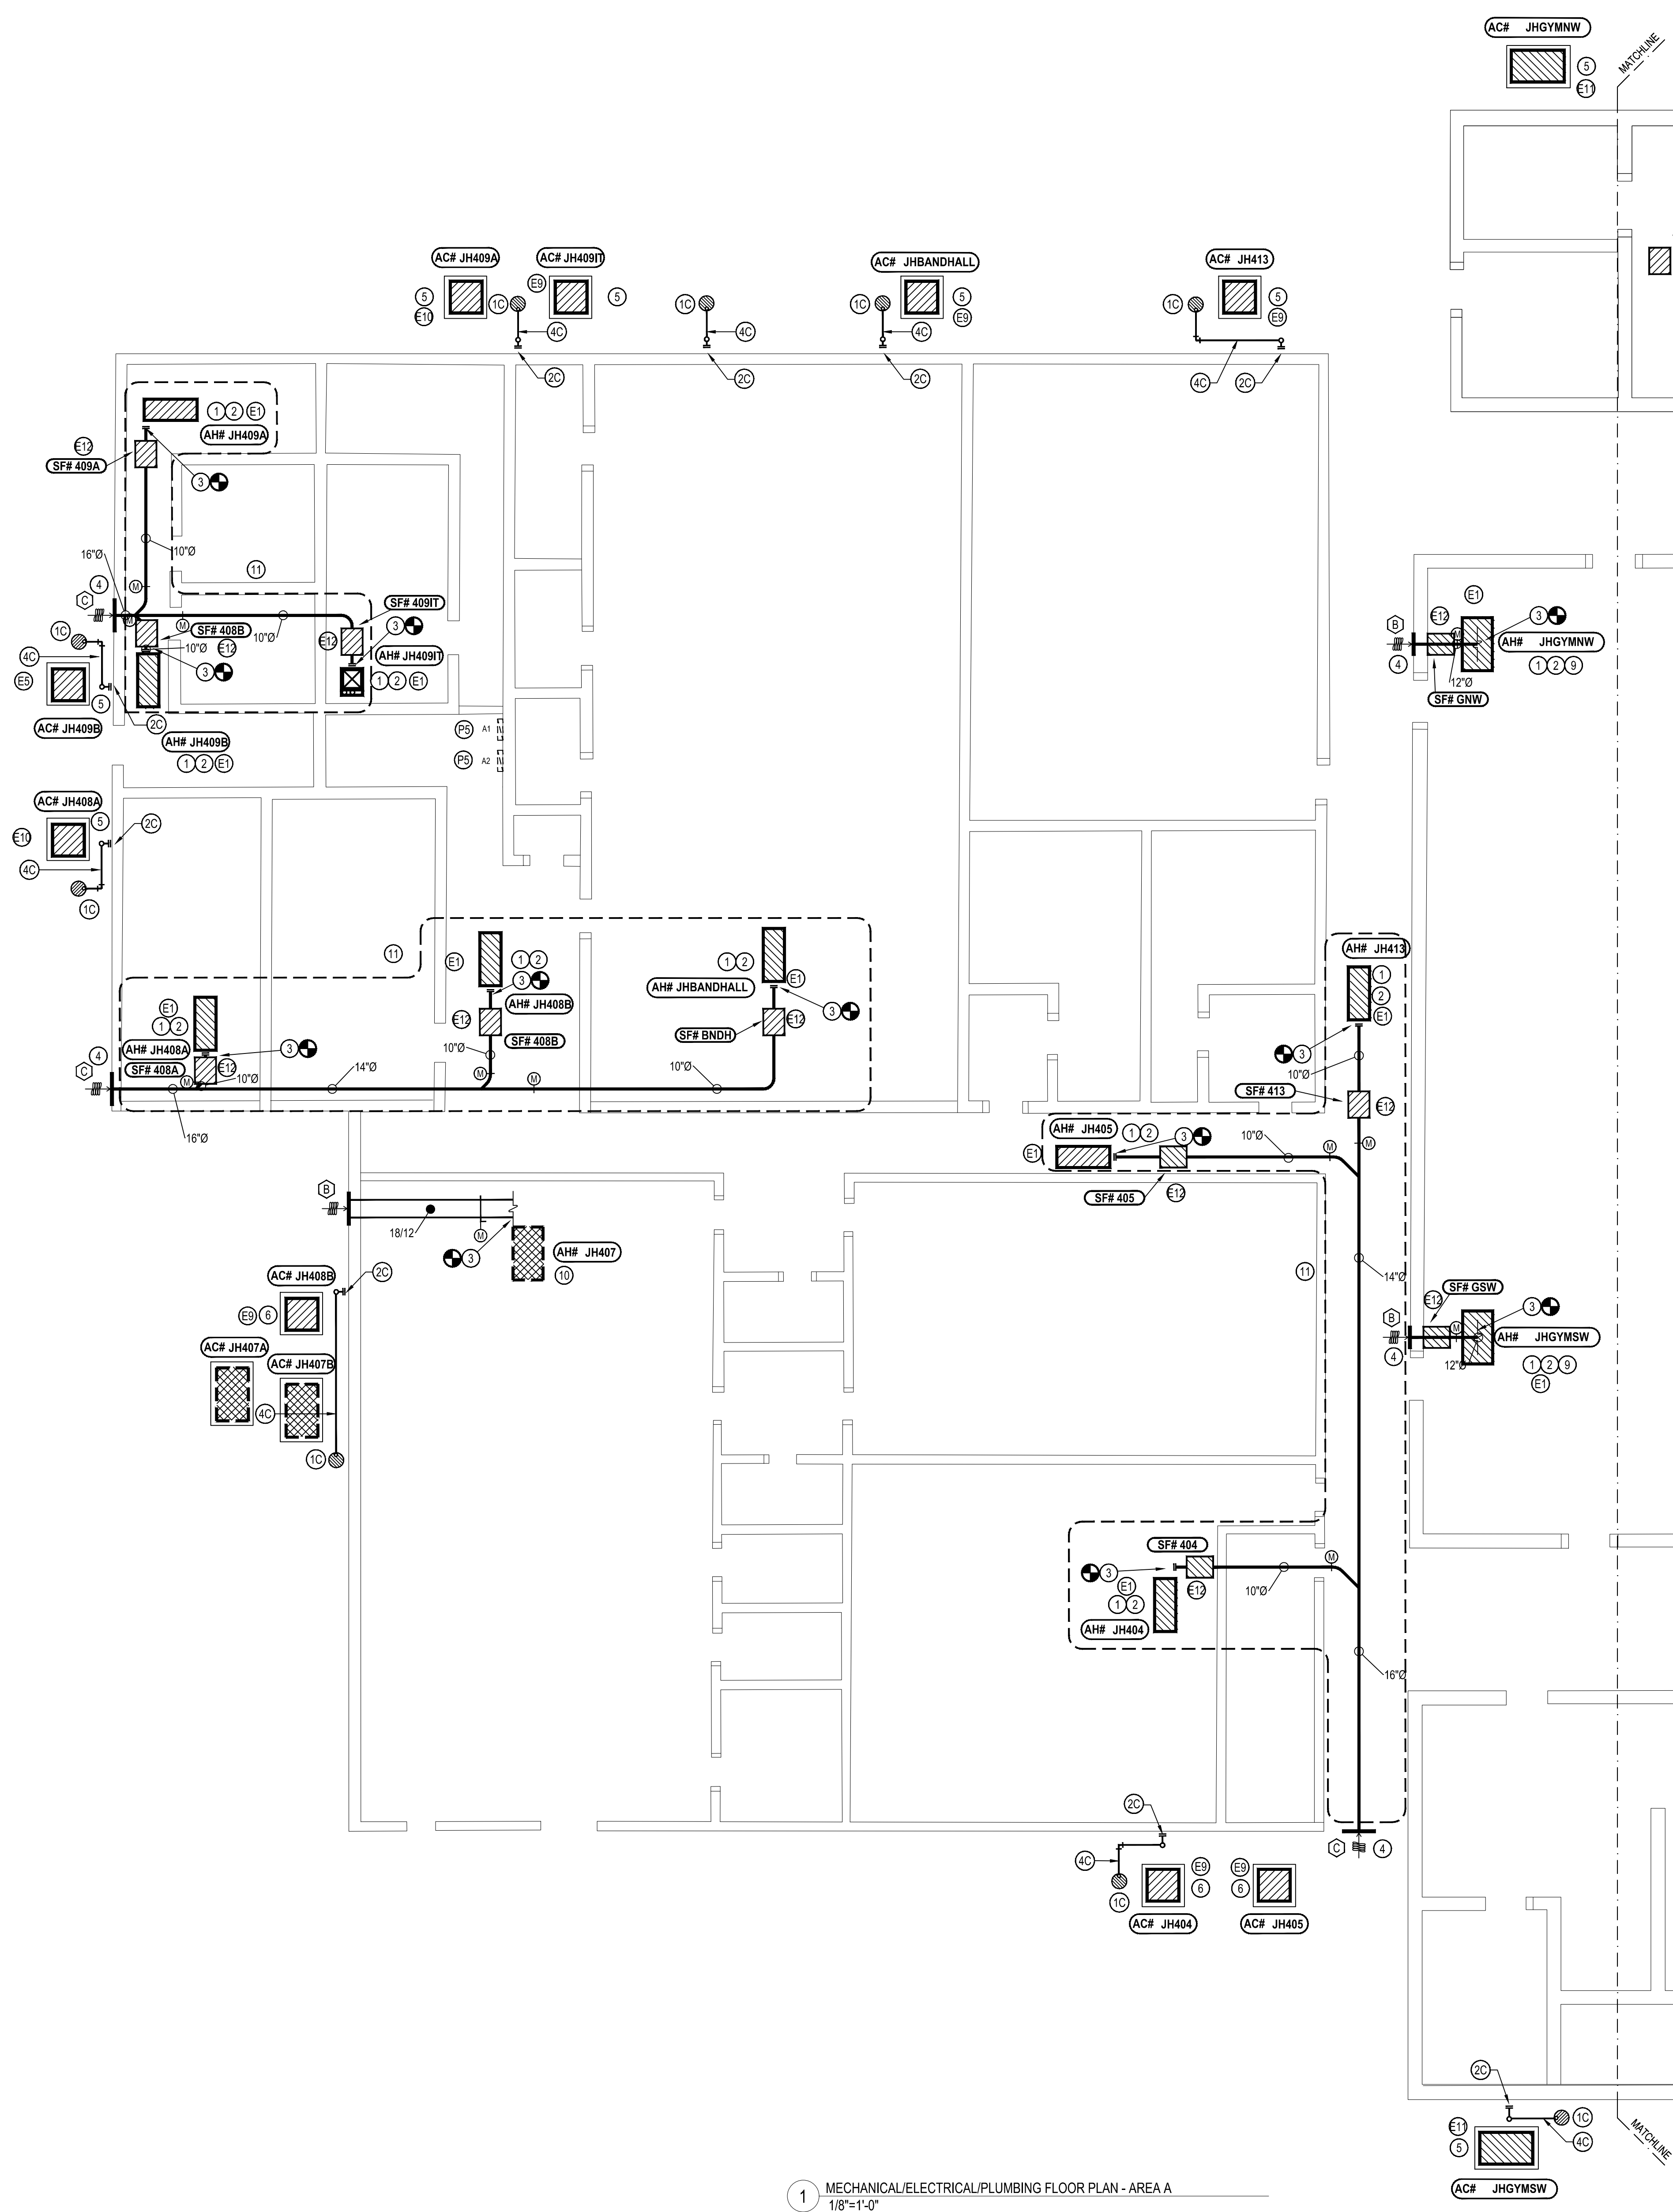 AC# JHGYMNW
MATCHLINE
5
E11
AC# JH409A
AC# JH409IT
AC# JHBANDHALL
AC# JH413
5
E10
1C
E9
5
4C
2C
1C
4C
2C
1C
5
E9
4C
2C
1C
5
E9
4C
2C
1 2 E1
AH# JH409A
E12
SF# 409A
3
10"Ø
16"Ø
11
4
M
C
M
M
SF# 409IT
SF# 408B
10"Ø
E12
3
10"Ø
E12
3
AH# JH409IT
1 2 E1
1C
4C
E5
5
2C
AC# JH409B
AH# JH409B
1 2 E1
P5 A1
P5 A2
E1
B
E12
M
3
AH# JHGYMNW
4
12"Ø
1 2 9
SF# GNW
AC# JH408A
5
2C
E10
4C
1C
11
E1
1 2
3
AH# JH408B
E12
SF# 408B
10"Ø
M
1 2
E1
AH# JHBANDHALL
3
SF# BNDH
E12
10"Ø
M
E1
1 2
AH# JH408A
SF# 408A
3
E12
4
C
M
10"Ø
14"Ø
16"Ø
AH# JH413
1
2
E1
3
10"Ø
SF# 413
E12
M
AH# JH405
1 2
3
10"Ø
M
E1
SF# 405
E12
B
18/12
M
3
AH# JH407
10
11
14"Ø
AC# JH408B
2C
E9 6
AC# JH407A
AC# JH407B
4C
1C
SF# GSW
E12
B
M
3
AH# JHGYMSW
4
12"Ø
1 2 9
E1
SF# 404
3
E1
1 2
E12
10"Ø
M
AH# JH404
16"Ø
2C
4C
1C
E9
6
E9
6
AC# JH404
AC# JH405
C
4
2C
1C
4C
E11
5
AC# JHGYMSW
MATCHLINE
1 MECHANICAL/ELECTRICAL/PLUMBING FLOOR PLAN - AREA A
1/8"=1'-0"